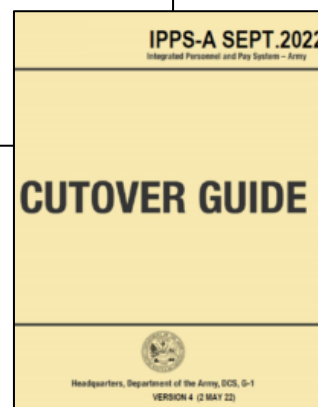 IPPS-A SEPT.2022
Integrated Personnel and Pay System – Army
CUTOVER GUIDE
Headquarters, Department of the Army, DCS, G-1
VERSION 4 (2 MAY 22)